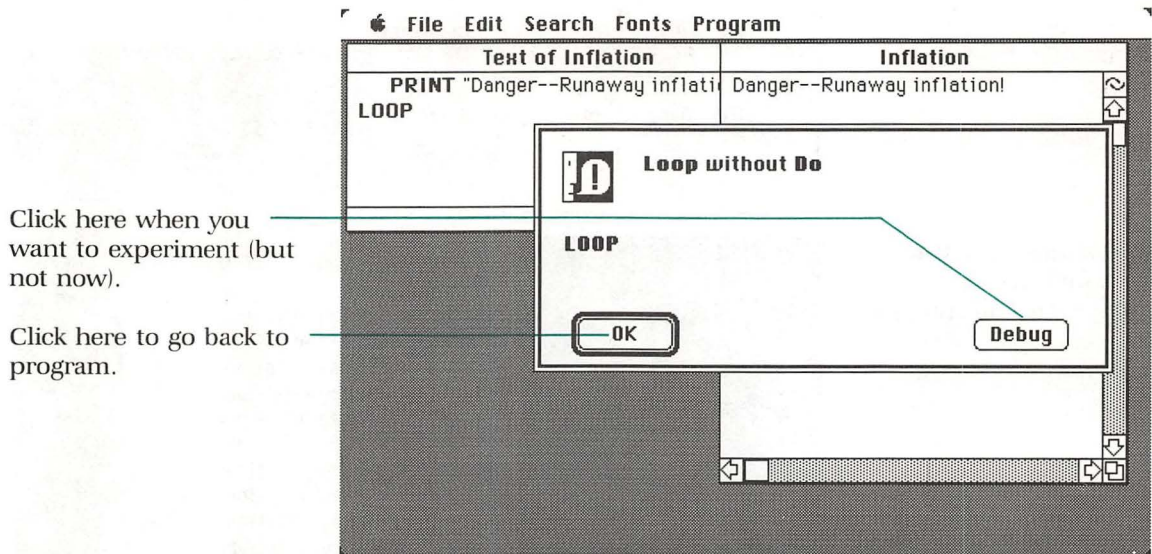 File Edit Search Fonts Program
Text of Inflation
Inflation
PRINT "Danger--Runaway inflati
LOOP
Danger--Runaway inflation!
Loop without Do
LOOP
OK
Debug
Click here when you
want to experiment (but
not now).
Click here to go back to
program.